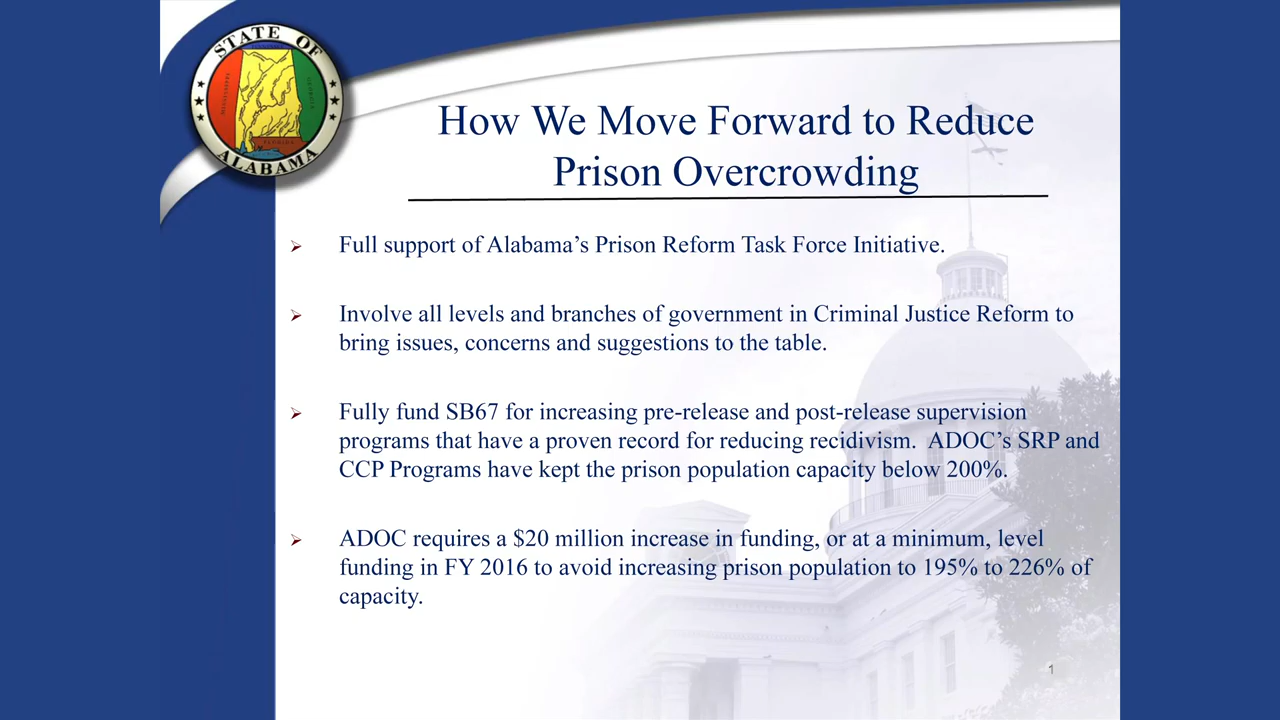 STATE OF
ALABAMA
How We Move Forward to Reduce
Prison Overcrowding
Full support of Alabama’s Prison Reform Task Force Initiative.
Involve all levels and branches of government in Criminal Justice Reform to
bring issues, concerns and suggestions to the table.
Fully fund SB67 for increasing pre-release and post-release supervision
programs that have a proven record for reducing recidivism.  ADOC’s SRP and
CCP Programs have kept the prison population capacity below 200%.
ADOC requires a $20 million increase in funding, or at a minimum, level
funding in FY 2016 to avoid increasing prison population to 195% to 226% of
capacity.
1